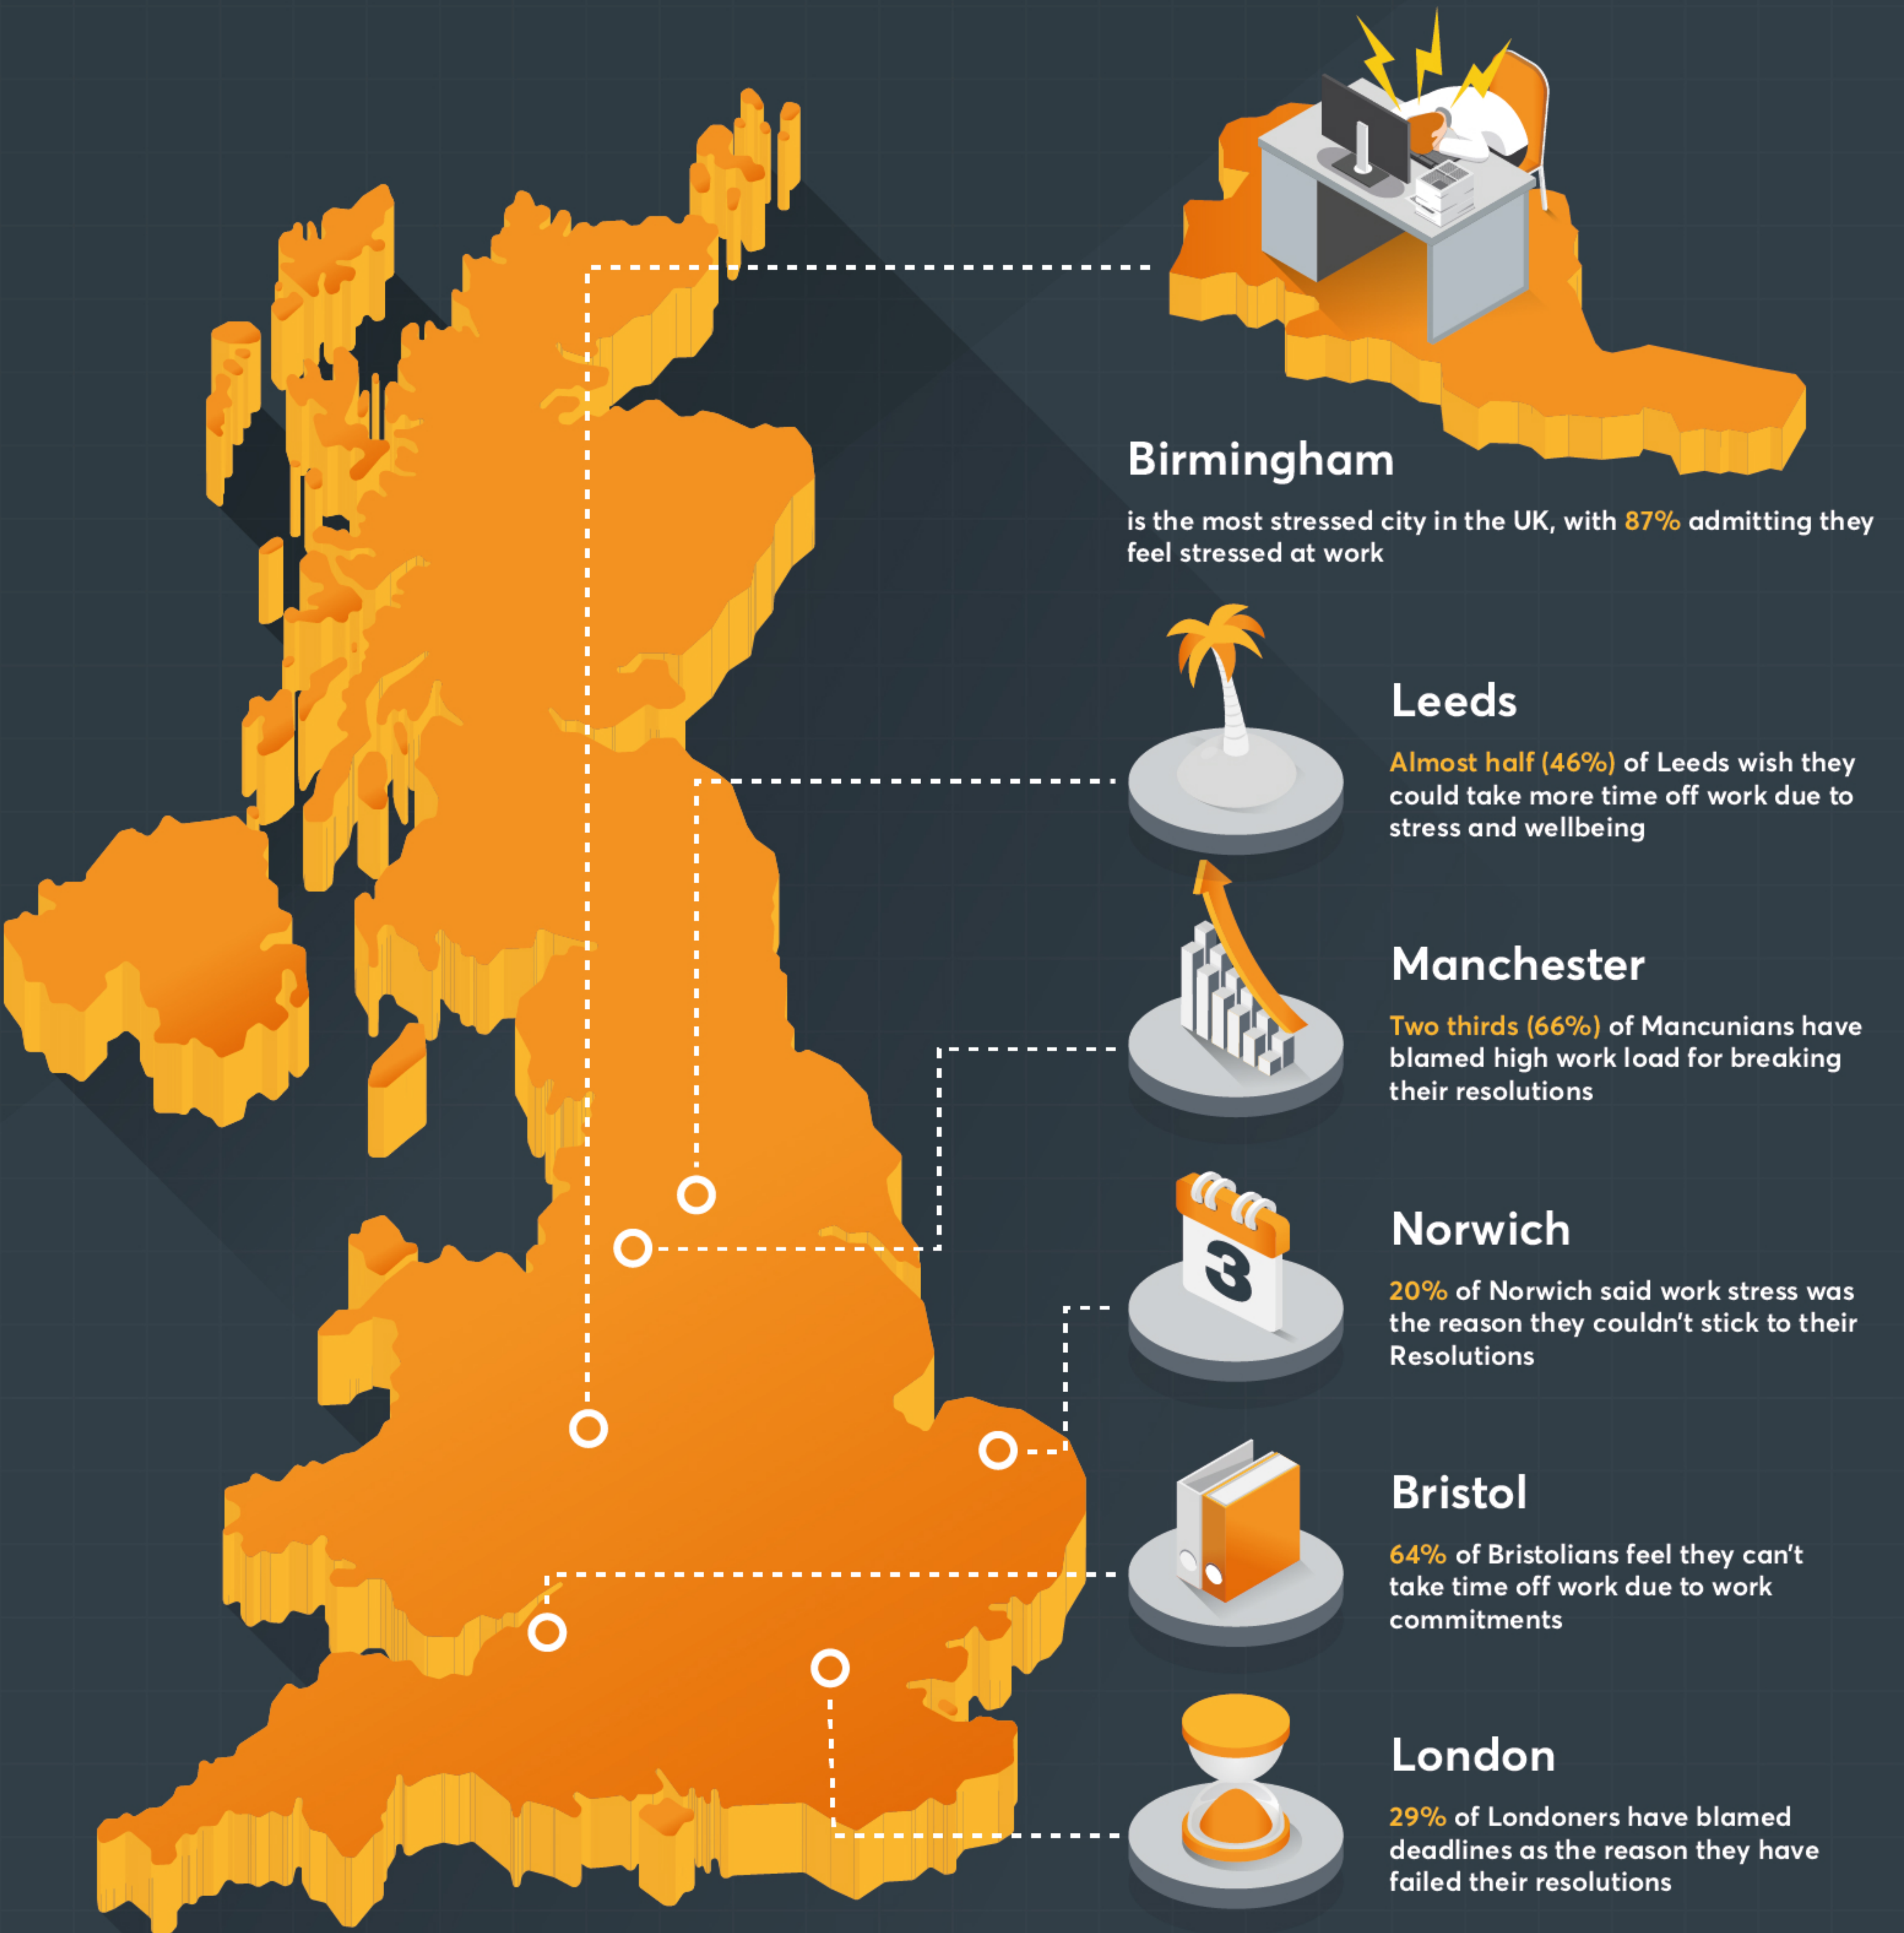 Birmingham
is the most stressed city in the UK, with 87% admitting they
feel stressed at work
Leeds
Almost half (46%) of Leeds wish they
could take more time off work due to
stress and wellbeing
Manchester
Two thirds (66%) of Mancunians have
blamed high work load for breaking
their resolutions
3
Norwich
20% of Norwich said work stress was
the reason they couldn't stick to their
Resolutions
Bristol
64% of Bristolians feel they can't
take time off work due to work
commitments
London
29% of Londoners have blamed
deadlines as the reason they have
failed their resolutions